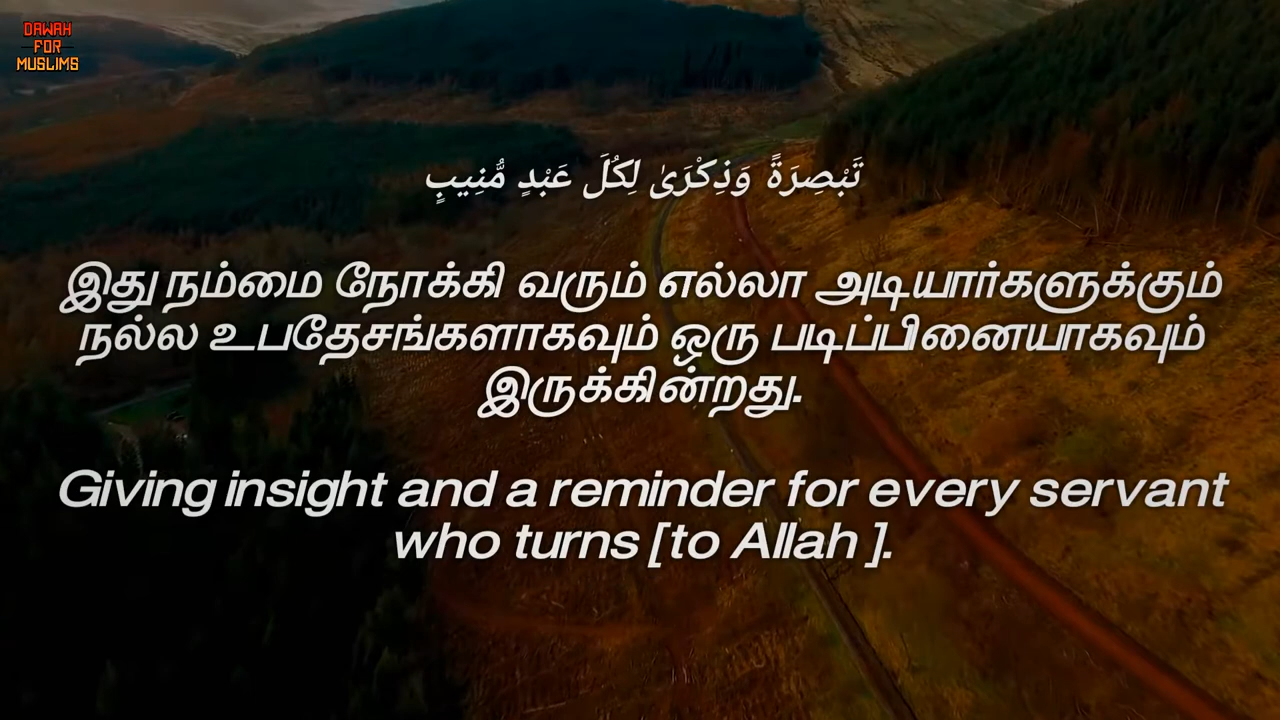 DAWAH
FOR
MUSLIMS
تَبْصِرَةً وَذِكْرَىٰ لِكُلِّ عَبْدٍ مُّنِيبٍ
இது நம்மை நோக்கி வரும் எல்லா அடியார்களுக்கும்
நல்ல உபதேசங்களாகவும் ஒரு படிப்பினையாகவும்
இருக்கின்றது.
Giving insight and a reminder for every servant
who turns [to Allah ].